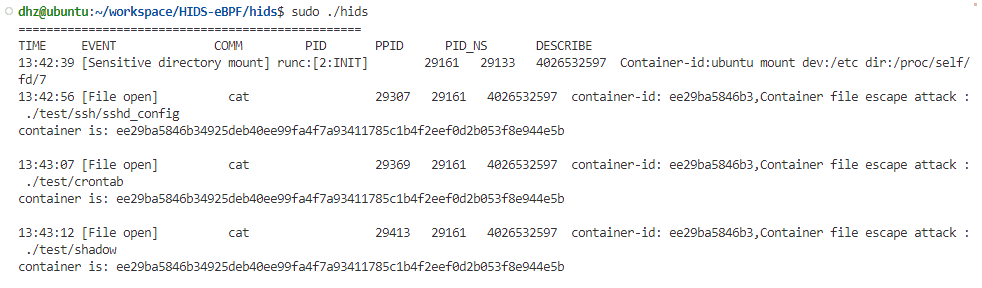 dhz@ubuntu:~/workspace/HIDS-eBPF/hids$ sudo ./hids
==================================================
TIME     EVENT              COMM         PID       PPID      PID_NS       DESCRIBE
13:42:39 [Sensitive directory mount] runc:[2:INIT]        29161   29133   4026532597  Container-id:ubuntu mount dev:/etc dir:/proc/self/
fd/7
13:42:56 [File open]          cat                  29307   29161   4026532597  container-id: ee29ba5846b3,Container file escape attack :
 ./test/ssh/sshd_config
container is: ee29ba5846b34925deb40ee99fa4f7a93411785c1b4f2eef0d2b053f8e944e5b

13:43:07 [File open]          cat                  29369   29161   4026532597  container-id: ee29ba5846b3,Container file escape attack :
 ./test/crontab
container is: ee29ba5846b34925deb40ee99fa4f7a93411785c1b4f2eef0d2b053f8e944e5b

13:43:12 [File open]          cat                  29413   29161   4026532597  container-id: ee29ba5846b3,Container file escape attack :
 ./test/shadow
container is: ee29ba5846b34925deb40ee99fa4f7a93411785c1b4f2eef0d2b053f8e944e5b